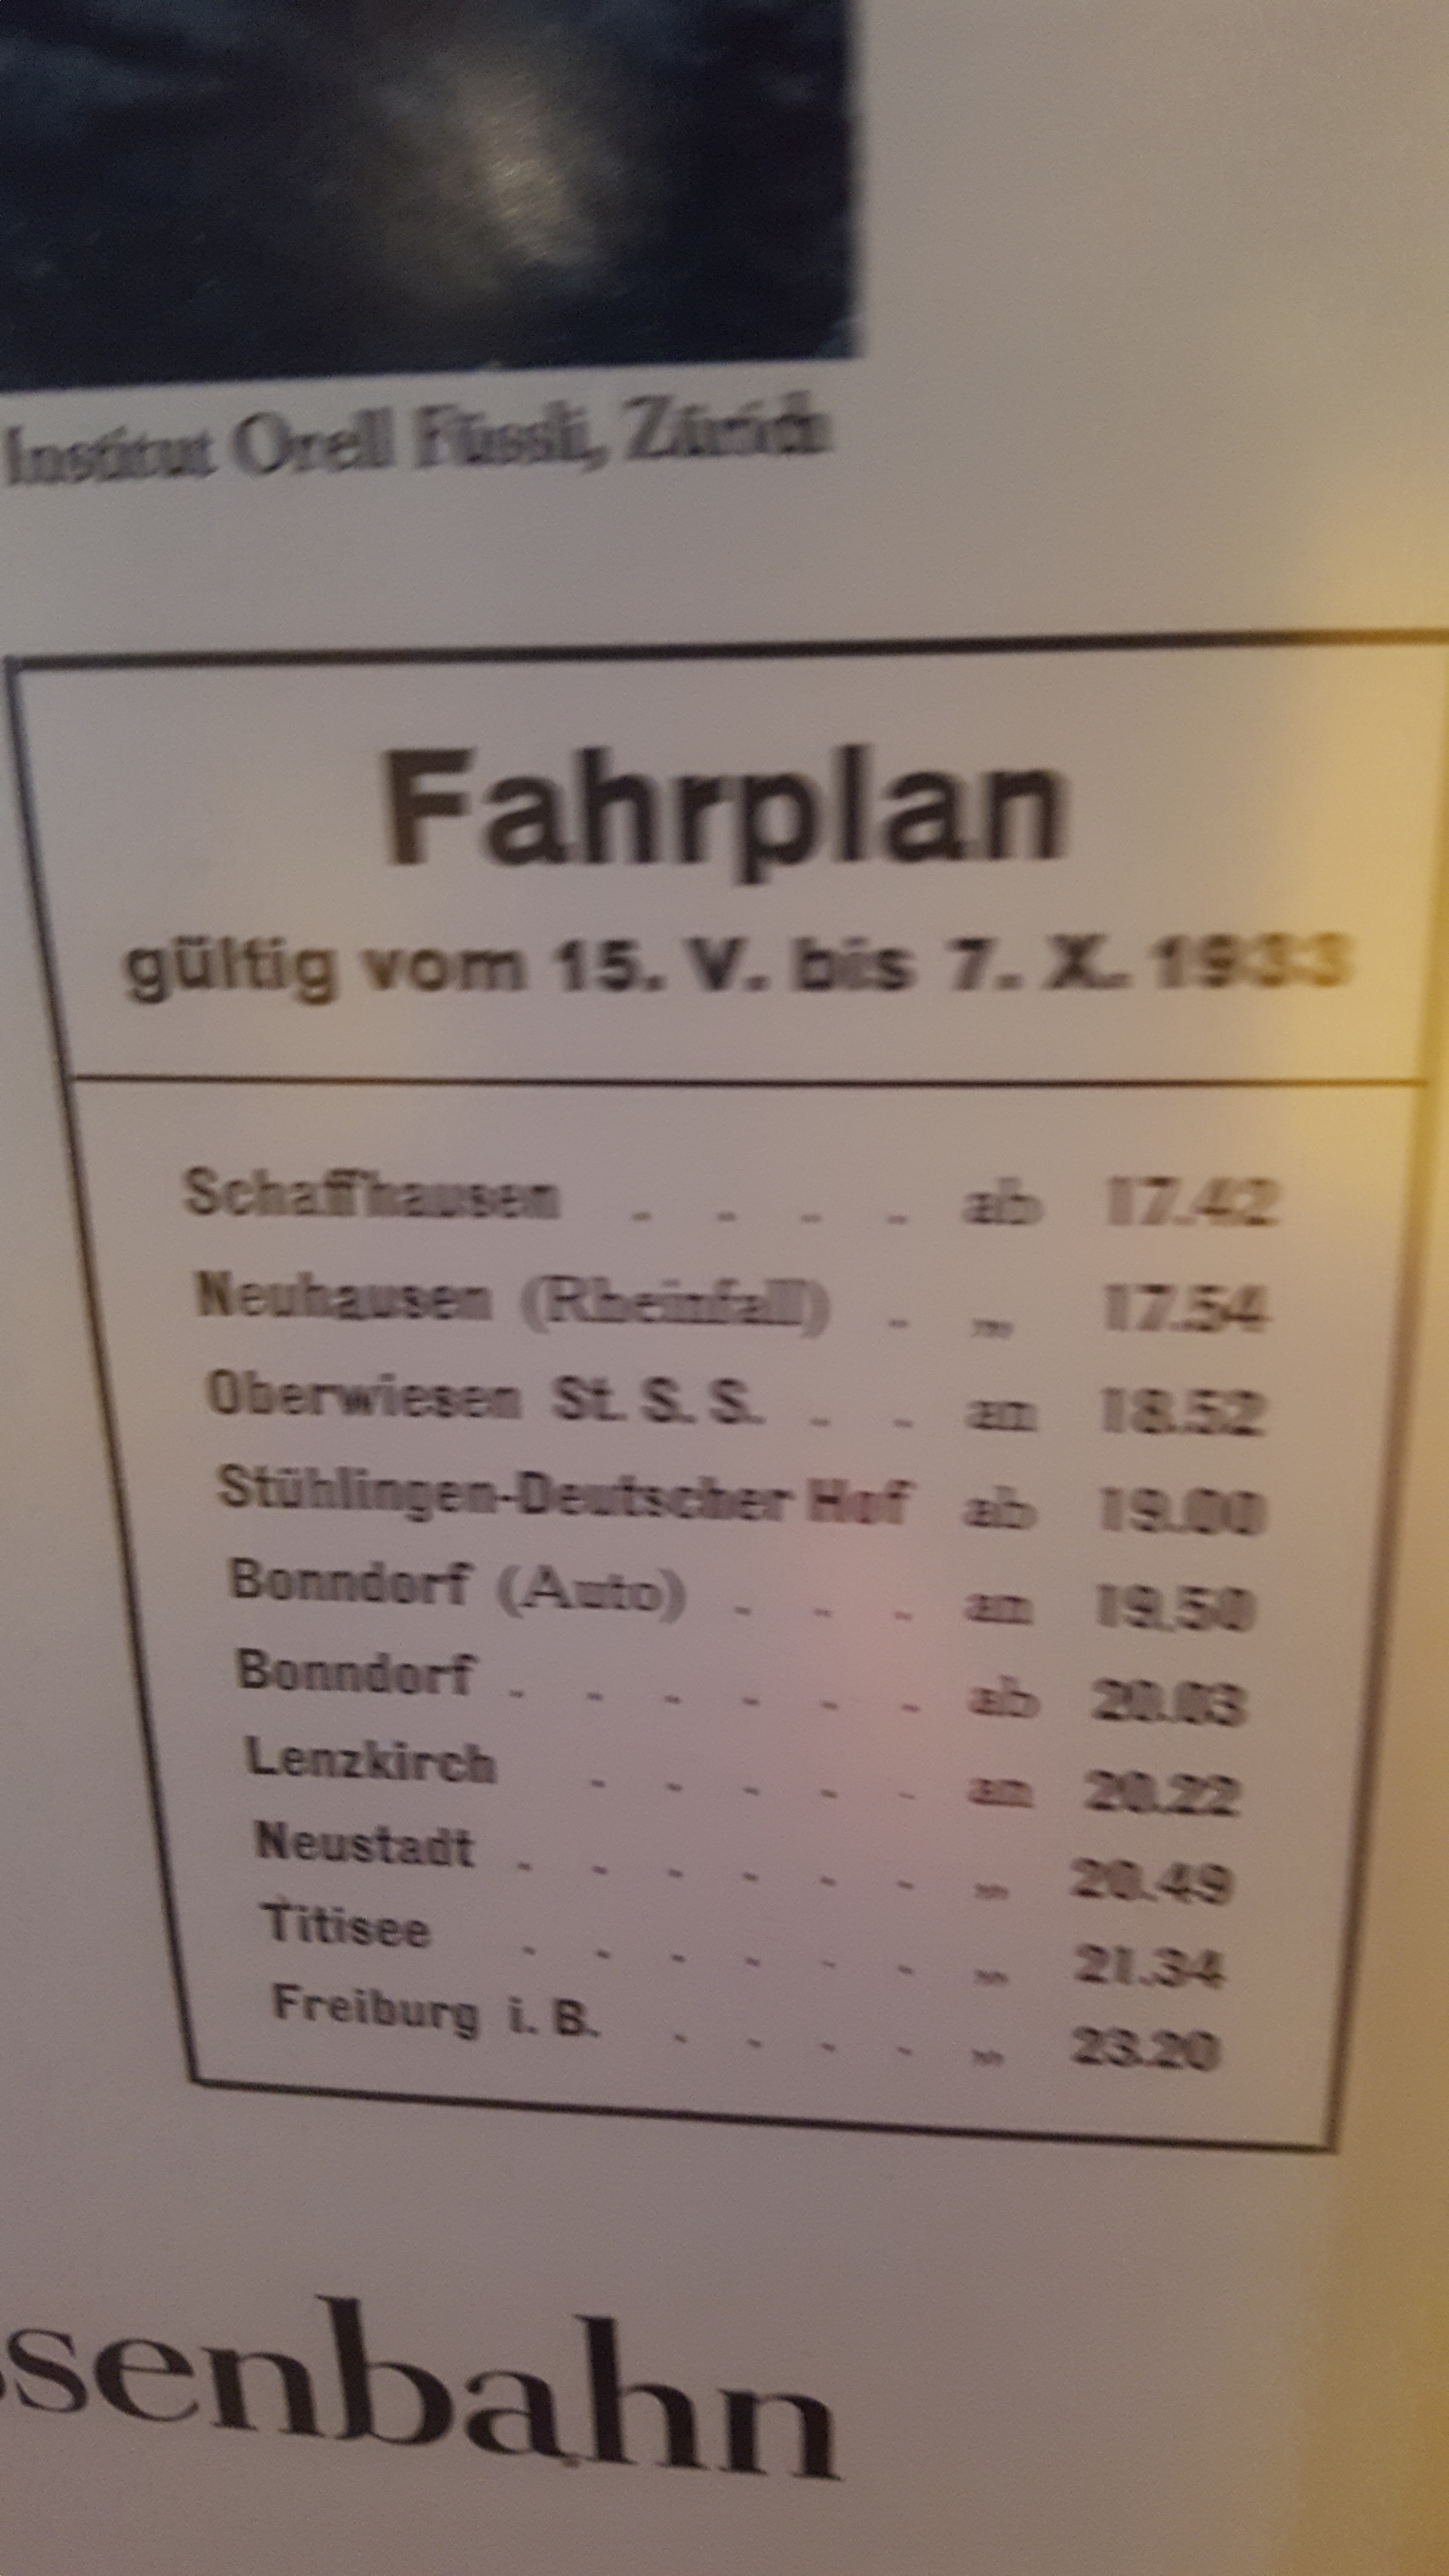 Institut Orell Füssli, Zürich
Fahrplan
gültig vom 15. V. bis 7. X. 1933
Schaffhausen . . . . ab 17.42
Neuhausen (Rheinfall) . „ 17.54
Oberwiesen St. S. S. . . an 18.52
Stühlingen-Deutscher Hof ab 19.00
Bonndorf (Auto) . . . an 19.50
Bonndorf . . . . . . ab 20.03
Lenzkirch . . . . . an 20.22
Neustadt . . . . . . „ 20.49
Titisee . . . . . . „ 21.34
Freiburg i. B. . . . . „ 23.20
ssenbahn